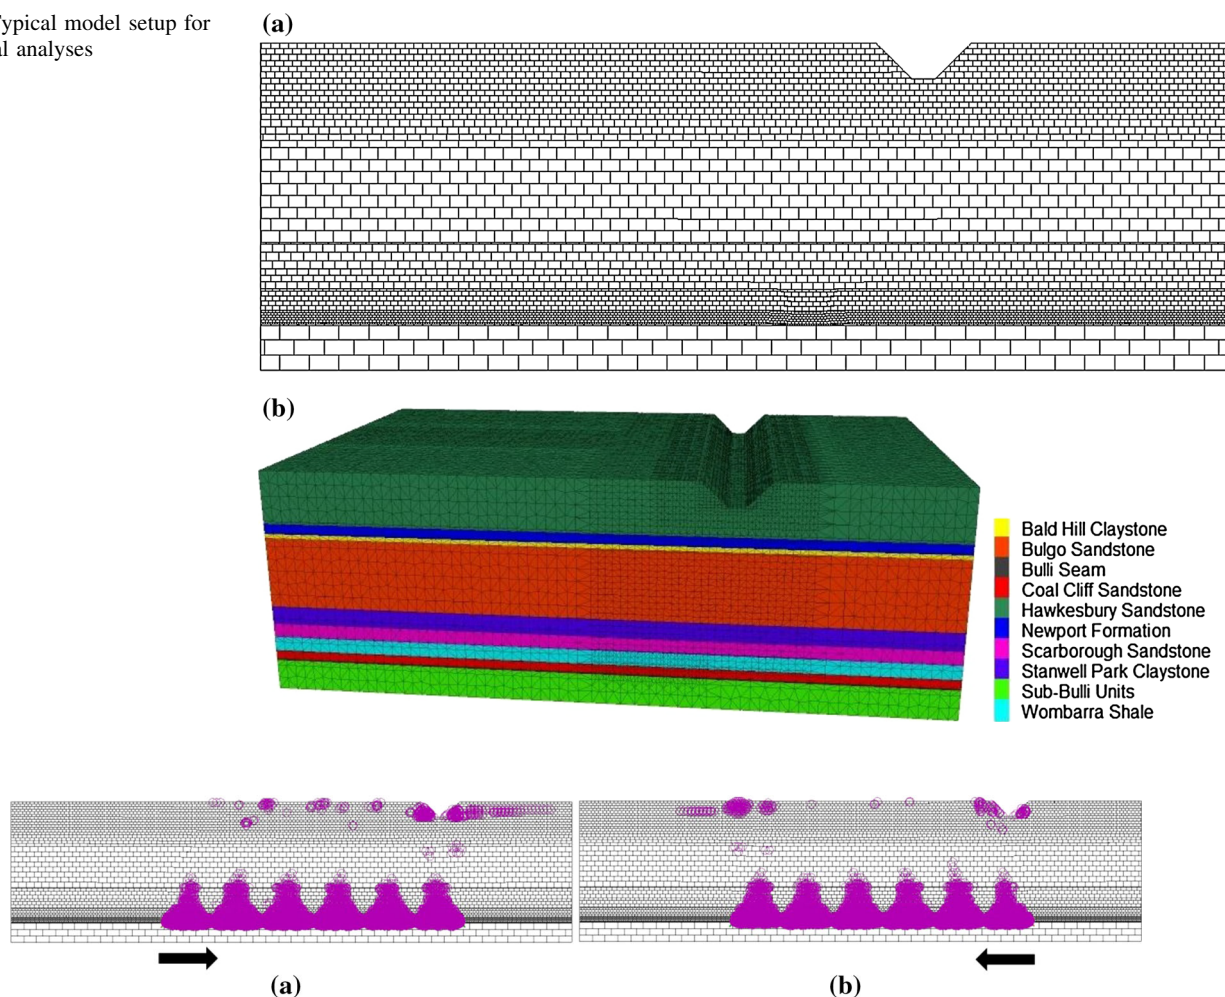 Typical model setup for
al analyses
(a)
(b)
Bald Hill Claystone
Bulgo Sandstone
Bulli Seam
Coal Cliff Sandstone
Hawkesbury Sandstone
Newport Formation
Scarborough Sandstone
Stanwell Park Claystone
Sub-Bulli Units
Wombarra Shale
(a)
(b)